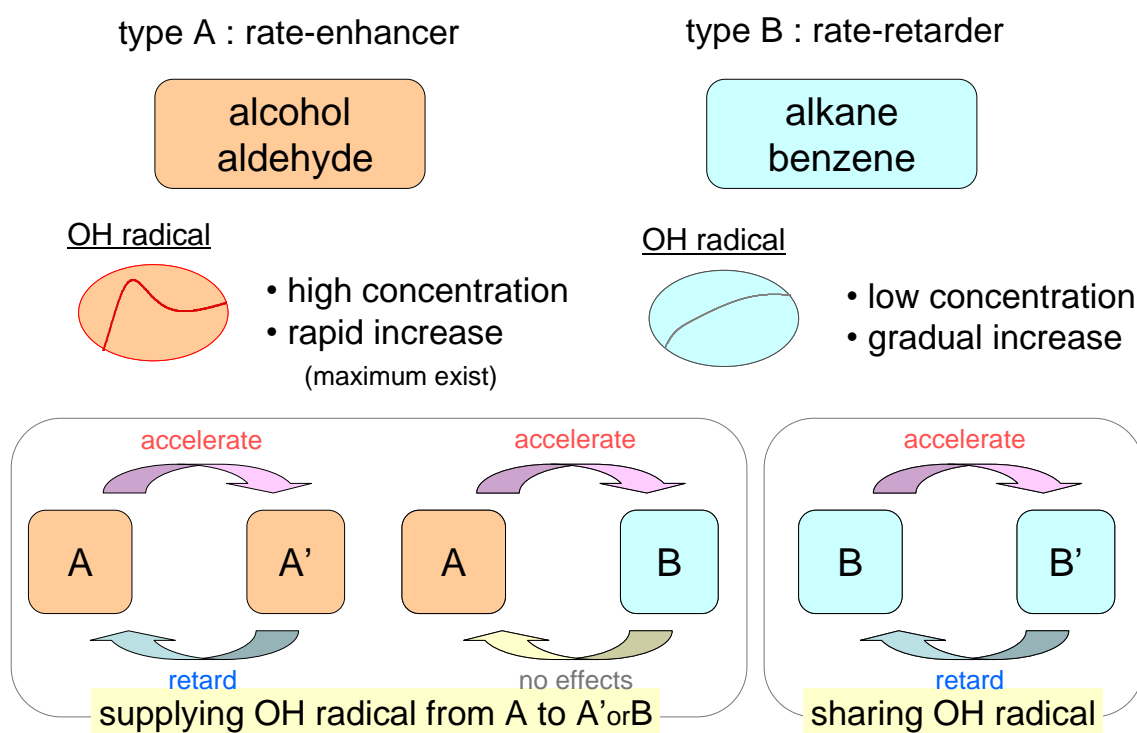 type A : rate-enhancer
type B : rate-retarder
alcohol
aldehyde
alkane
benzene
OH radical
• high concentration
• rapid increase
(maximum exist)
OH radical
• low concentration
• gradual increase
accelerate
A
A’
retard
accelerate
A
B
no effects
supplying OH radical from A to A’orB
accelerate
B
B’
retard
sharing OH radical